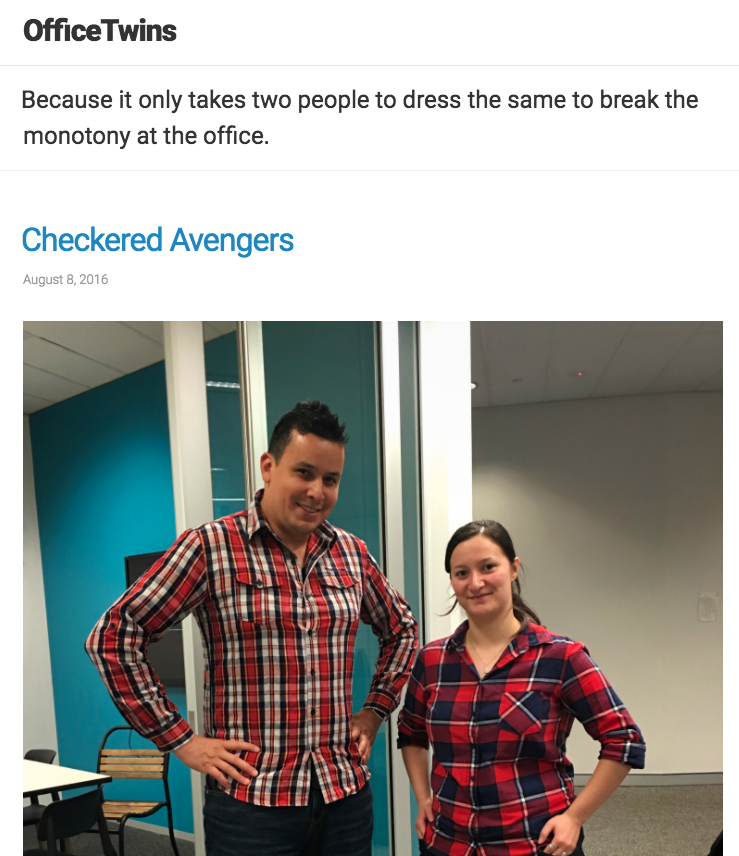 OfficeTwins
Because it only takes two people to dress the same to break the
monotony at the office.
Checkered Avengers
August 8, 2016